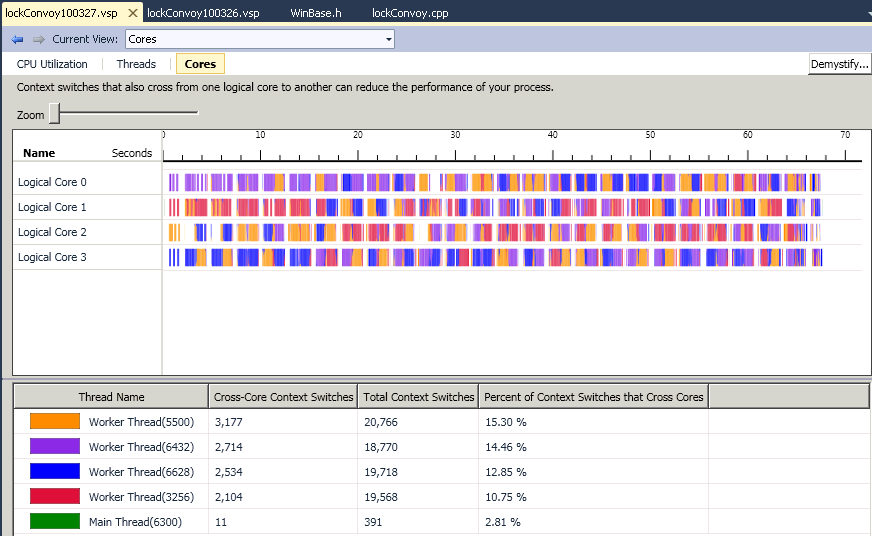 lockConvoy100327.vsp lockConvoy100326.vsp WinBase.h lockConvoy.cpp
Current View: Cores
CPU Utilization Threads Cores Demystify...
Context switches that also cross from one logical core to another can reduce the performance of your process.
Zoom
0 10 20 30 40 50 60 70
Name Seconds
Logical Core 0
Logical Core 1
Logical Core 2
Logical Core 3
Thread Name Cross-Core Context Switches Total Context Switches Percent of Context Switches that Cross Cores
Worker Thread(5500) 3,177 20,766 15.30 %
Worker Thread(6432) 2,714 18,770 14.46 %
Worker Thread(6628) 2,534 19,718 12.85 %
Worker Thread(3256) 2,104 19,568 10.75 %
Main Thread(6300) 11 391 2.81 %